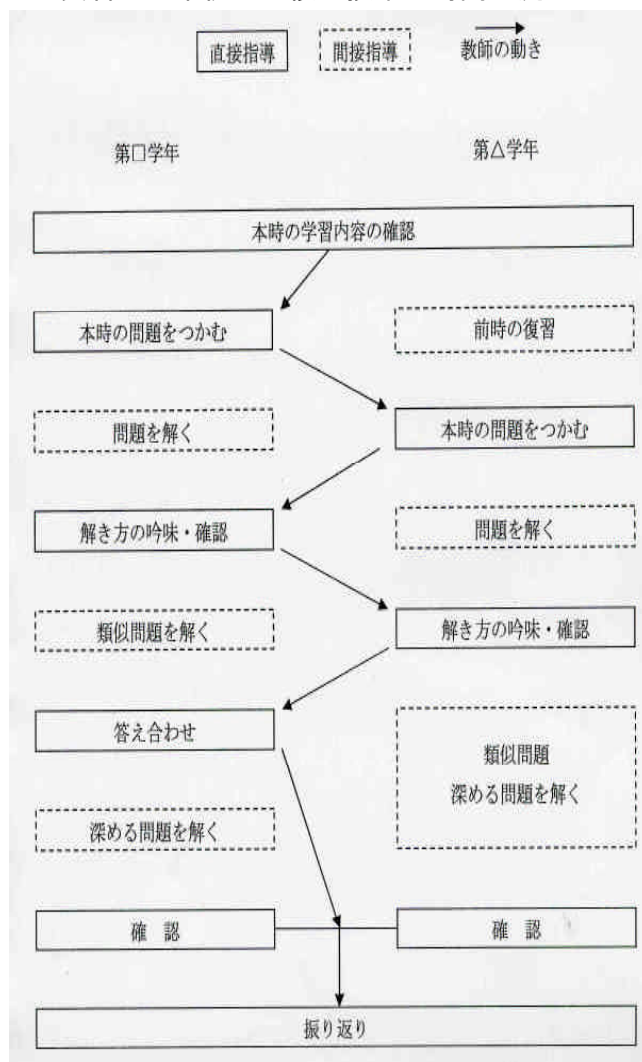 直接指導
間接指導
教師の動き
第□学年
第△学年
本時の学習内容の確認
本時の問題をつかむ
前時の復習
問題を解く
本時の問題をつかむ
解き方の吟味・確認
問題を解く
類似問題を解く
解き方の吟味・確認
答え合わせ
類似問題
深める問題を解く
深める問題を解く
確 認
確 認
振り返り